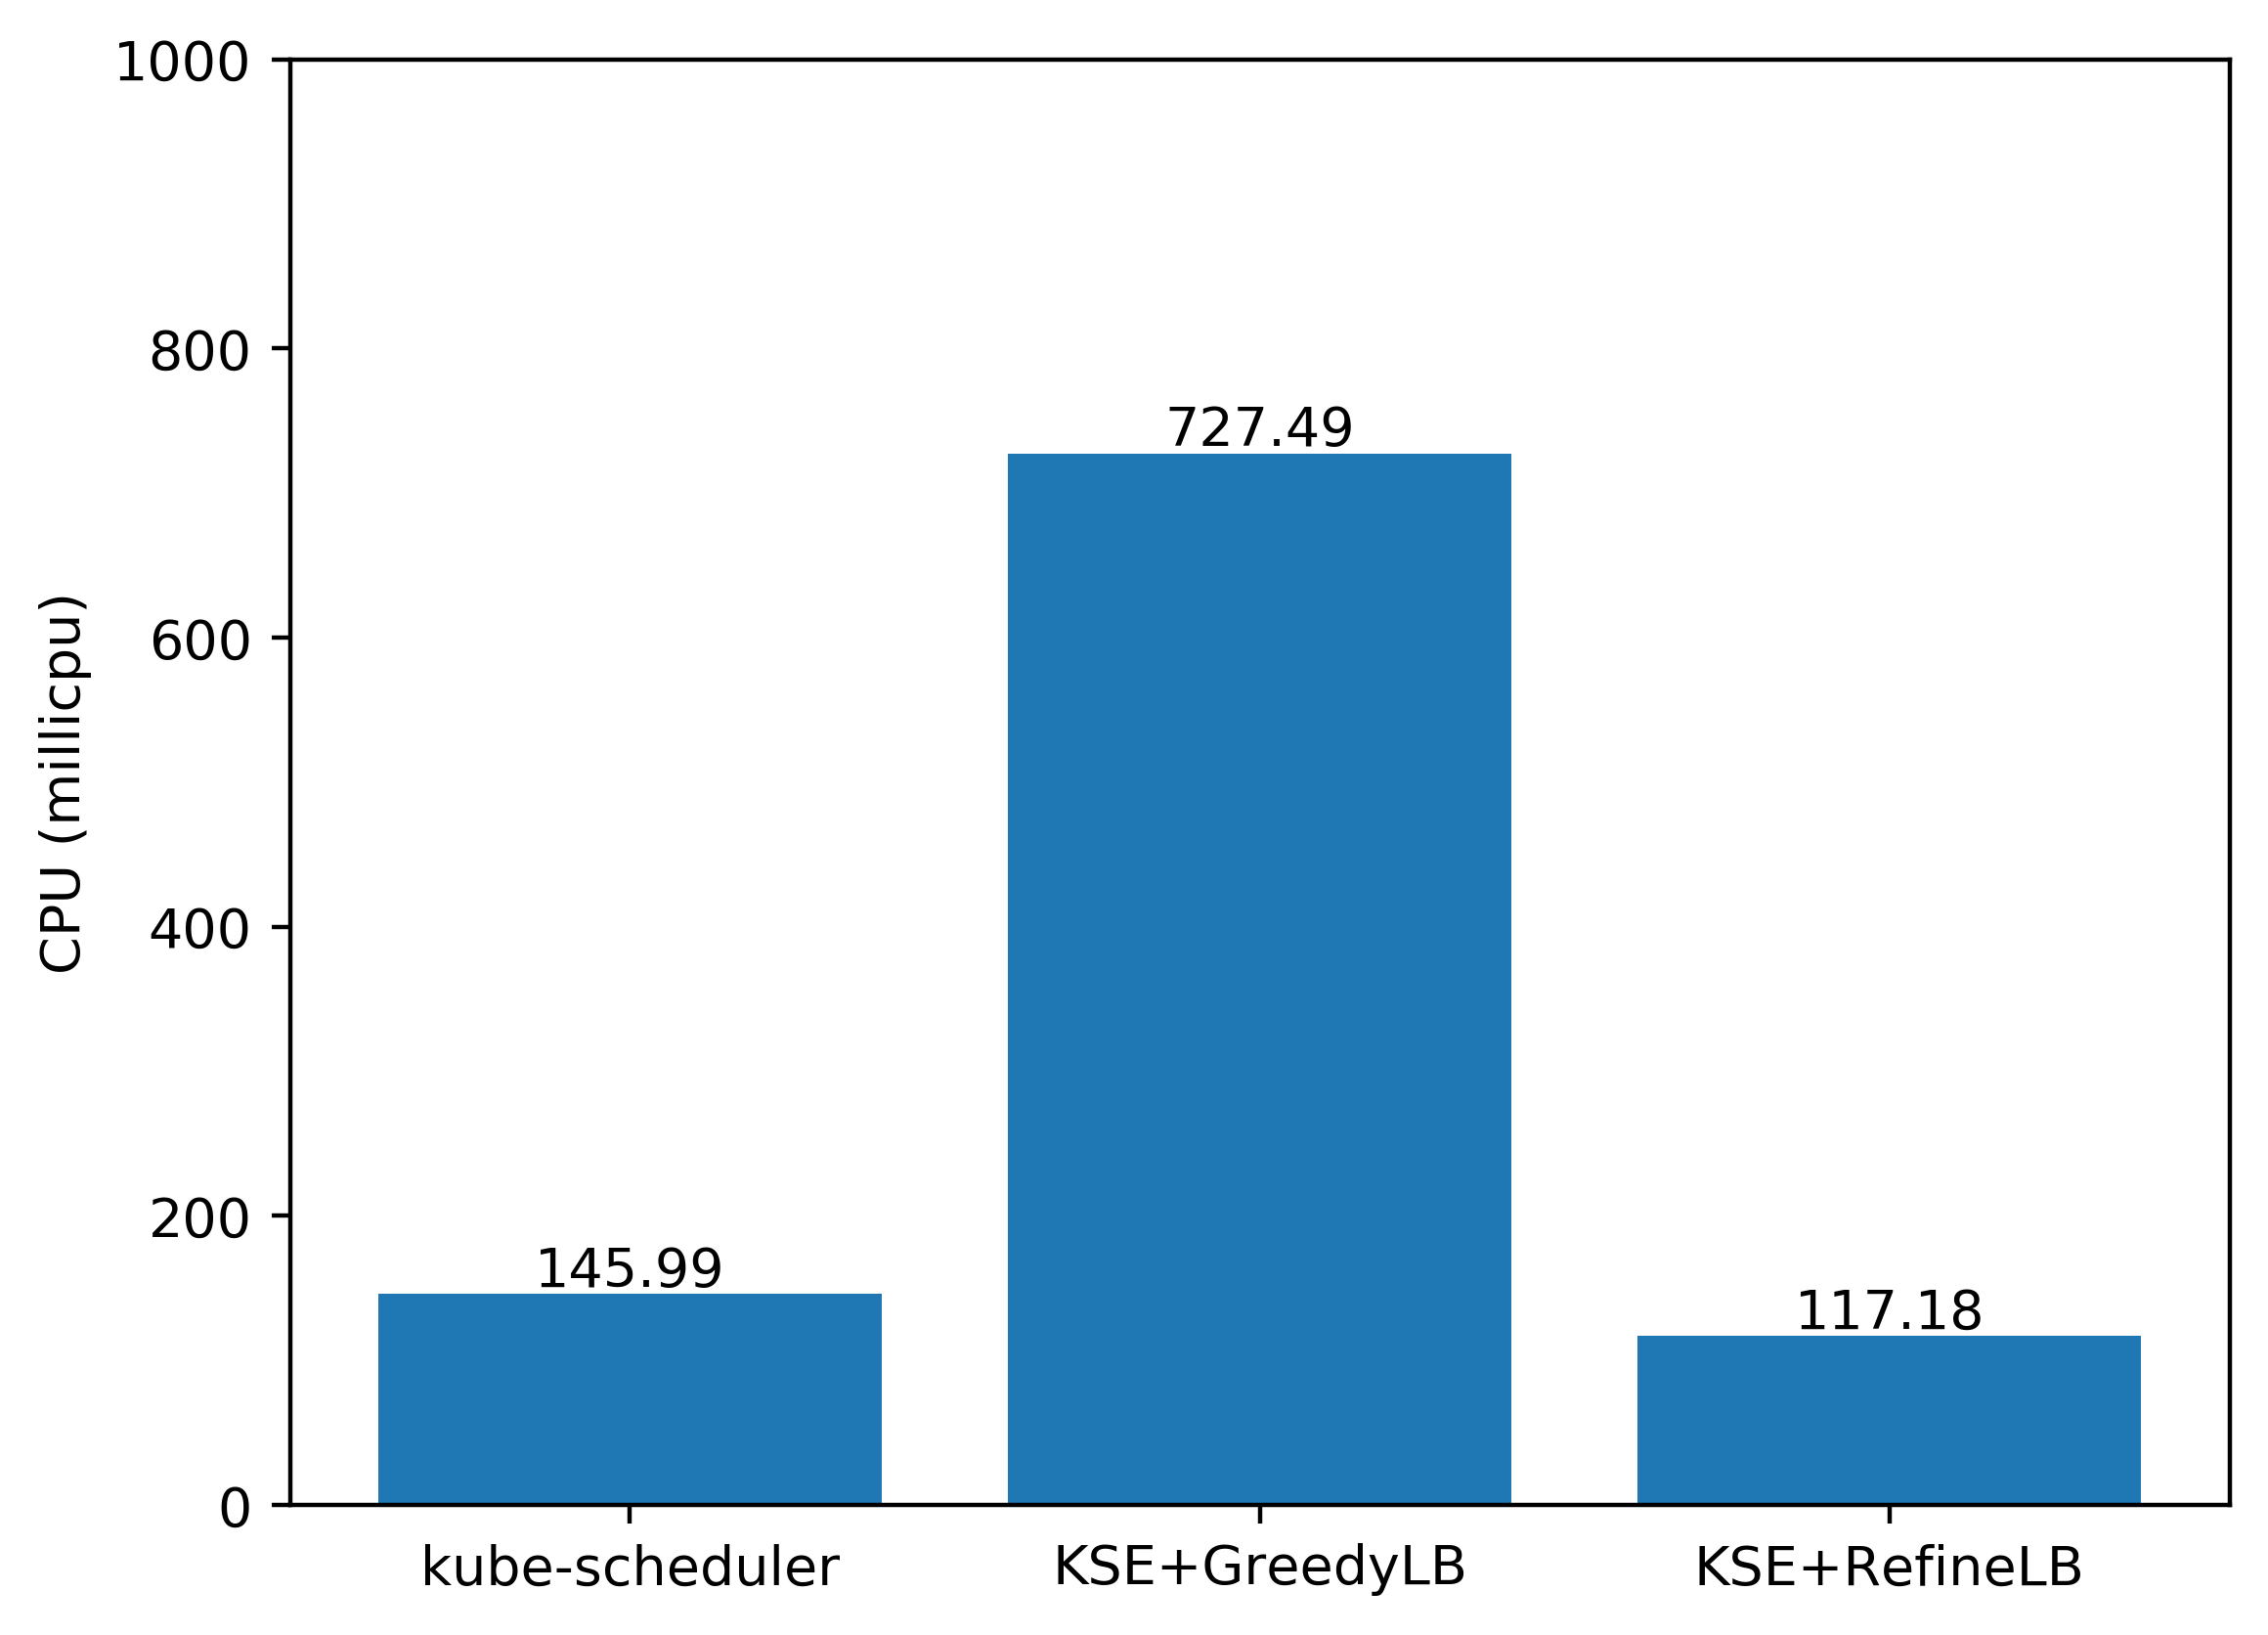 1000
800
600
400
200
0
CPU (millicpu)
727.49
145.99
117.18
kube-scheduler
KSE+GreedyLB
KSE+RefineLB